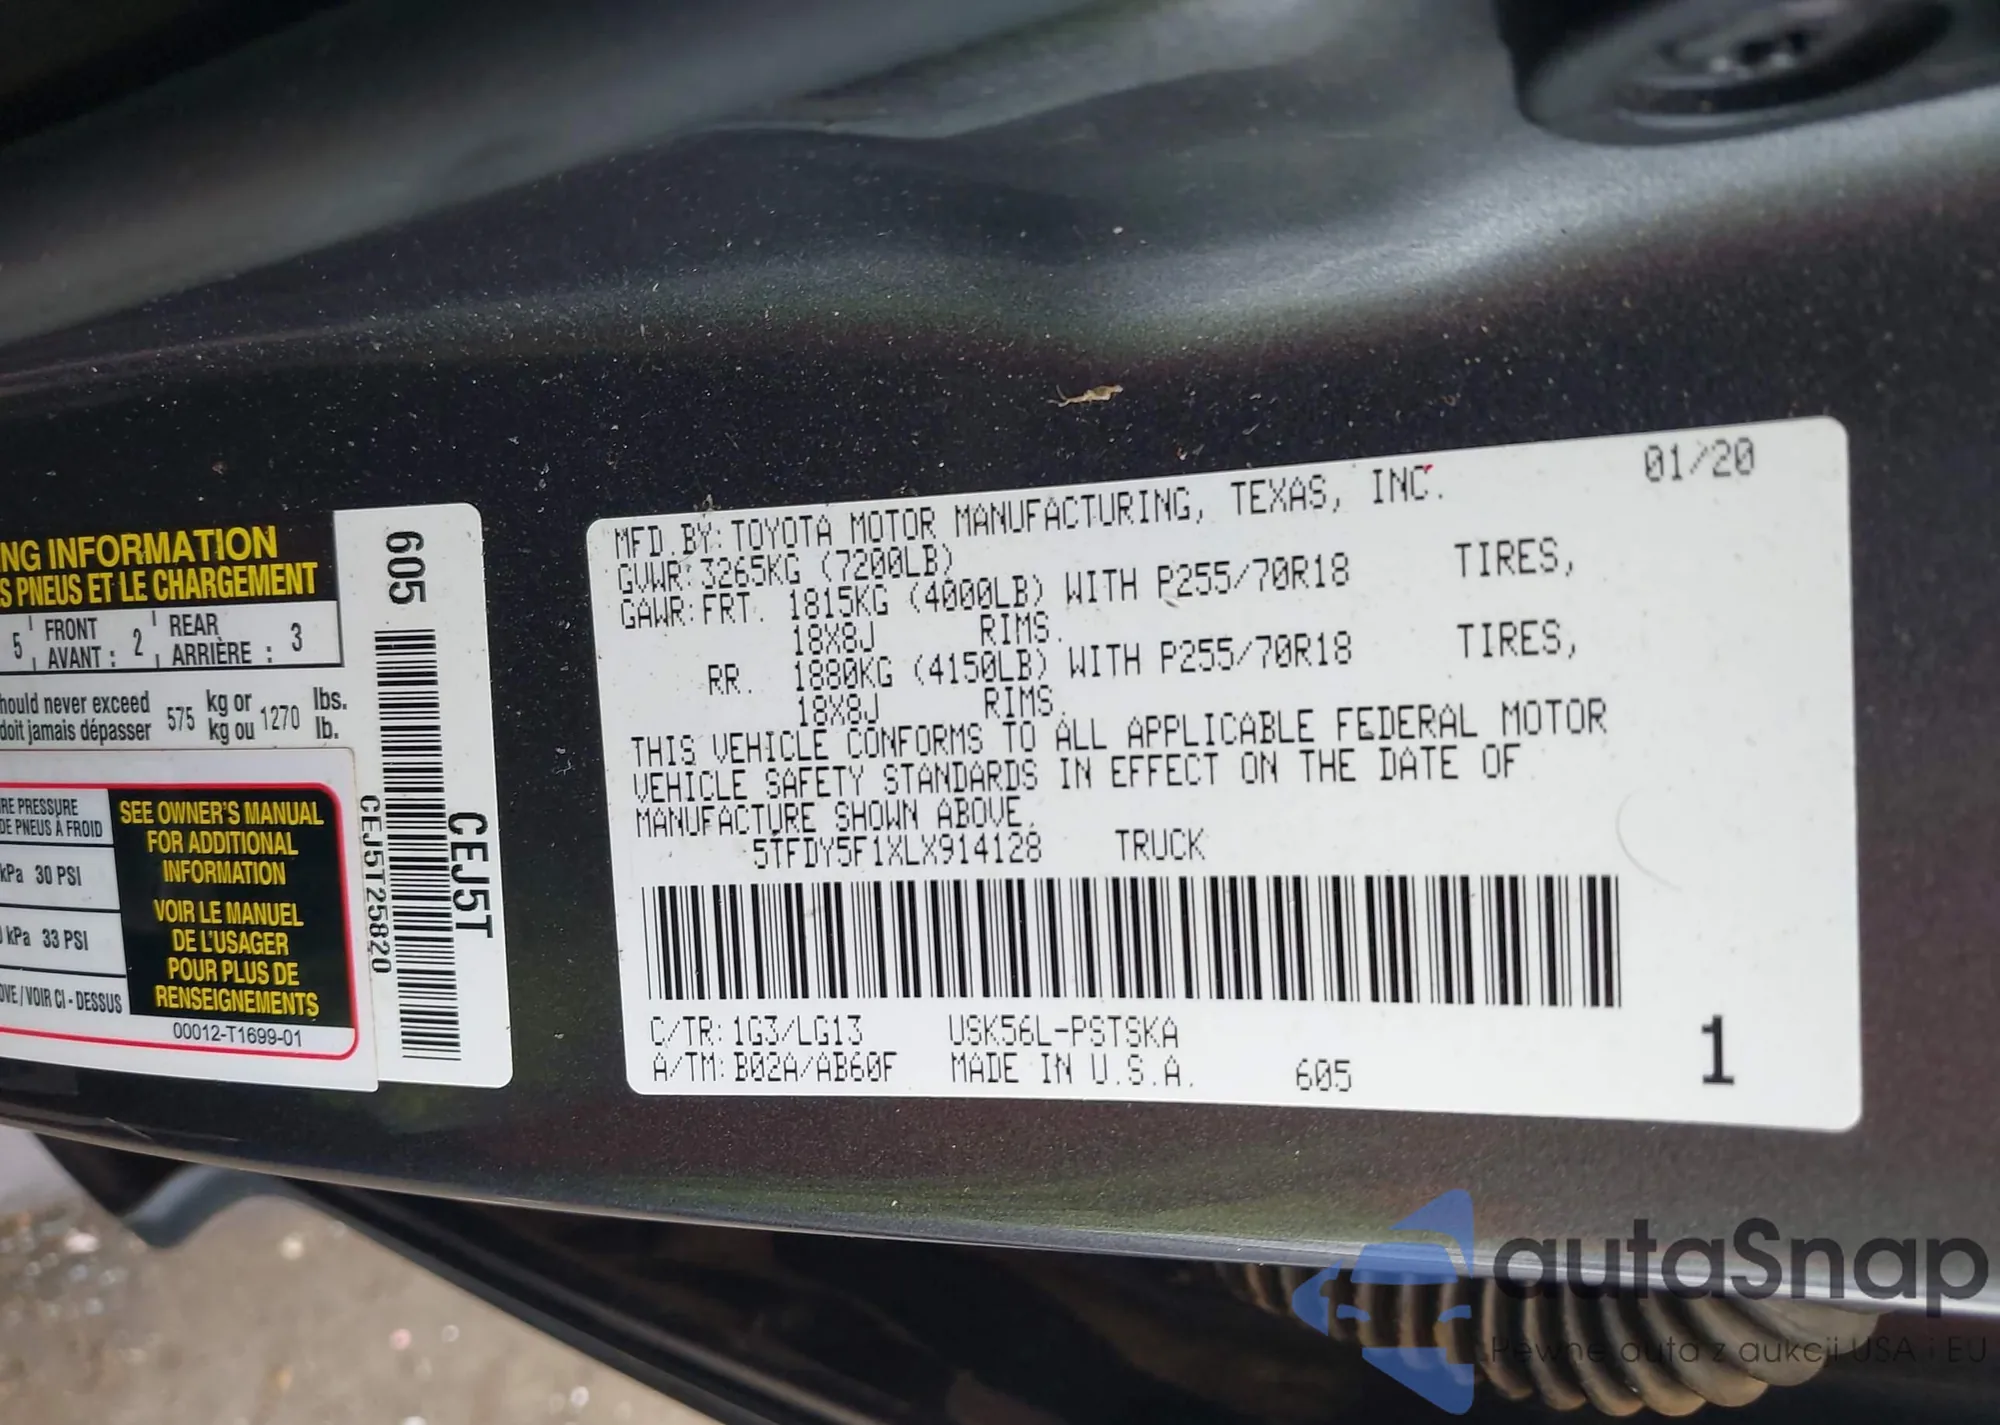 NG INFORMATION
S PNEUS ET LE CHARGEMENT
5 FRONT AVANT : 2 REAR ARRIÈRE : 3
hould never exceed 575 kg or 1270 lbs.
doit jamais dépasser kg ou lb.
RE PRESSURE
DE PNEUS À FROID
kPa 30 PSI
kPa 33 PSI
OVE / VOIR CI - DESSUS
SEE OWNER'S MANUAL
FOR ADDITIONAL
INFORMATION
VOIR LE MANUEL
DE L'USAGER
POUR PLUS DE
RENSEIGNEMENTS
00012-T1699-01
605
CEJ5T25820
CEJ5T
01/20
MFD.BY:TOYOTA MOTOR MANUFACTURING, TEXAS, INC.
GVWR:3265KG (7200LB)
GAWR:FRT. 1815KG (4000LB) WITH P255/70R18 TIRES,
18X8J RIMS.
RR. 1880KG (4150LB) WITH P255/70R18 TIRES,
18X8J RIMS.
THIS VEHICLE CONFORMS TO ALL APPLICABLE FEDERAL MOTOR
VEHICLE SAFETY STANDARDS IN EFFECT ON THE DATE OF
MANUFACTURE SHOWN ABOVE.
5TFDY5F1XLX914128 TRUCK
C/TR:1G3/LG13 USK56L-PSTSKA
A/TM:B02A/AB60F MADE IN U.S.A. 605
1
autaSnap
Pewne auta z aukcji USA i EU